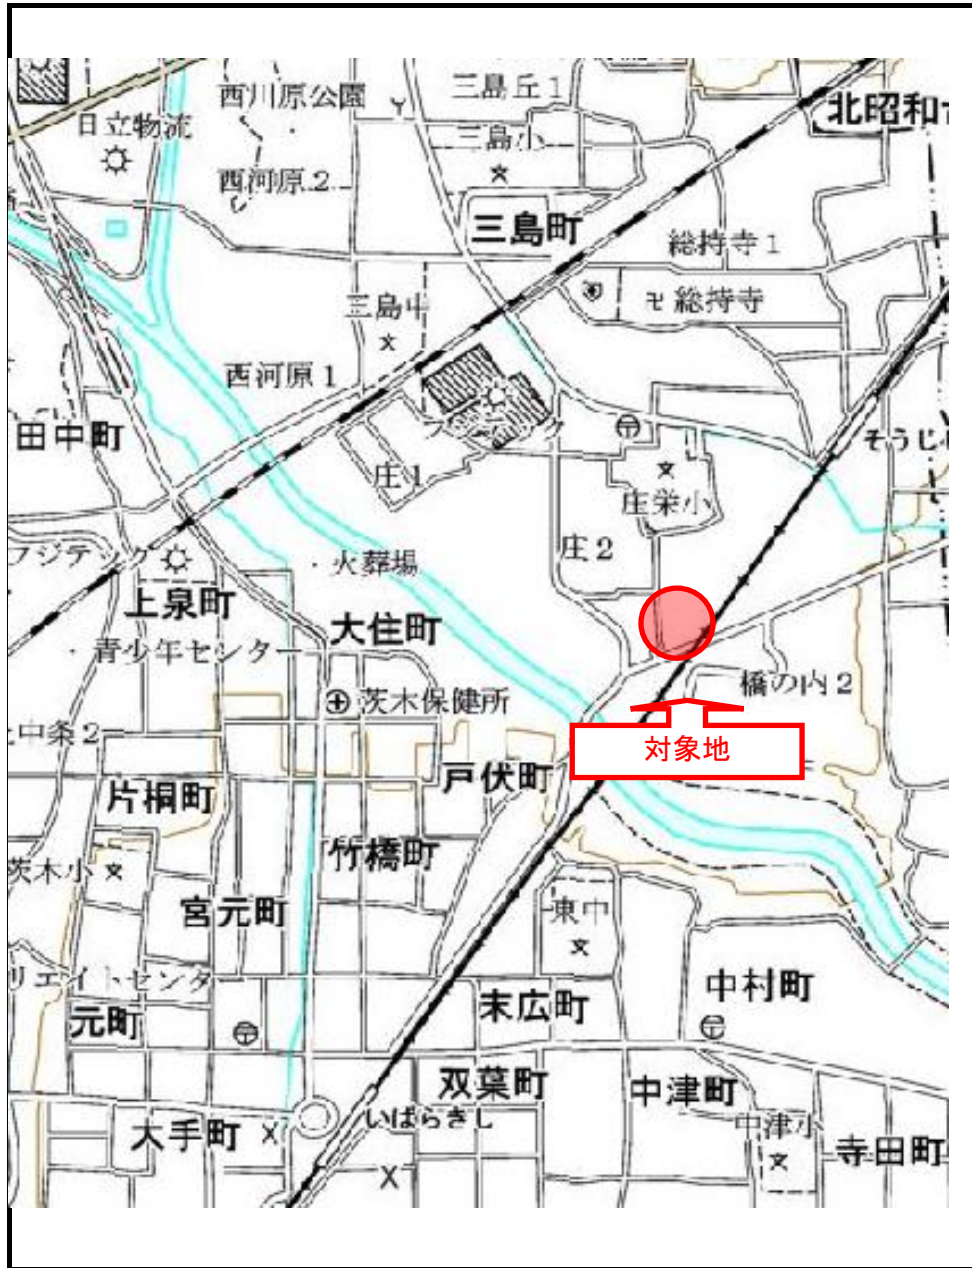 西川原公園
三島丘1
北昭和
日立物流
三島小
西河原2
三島町
総持寺1
総持寺
三島中
西河原1
田中町
庄1
庄栄小
そうじ
庄2
フジテック
火葬場
上泉町
大住町
青少年センター
橋の内2
茨木保健所
中条2
対象地
戸伏町
片桐町
竹橋町
茨木小
宮元町
東中
リエイトセンタ
中村町
元町
末広町
双葉町
中津町
いばらきし
大手町
中津小
寺田町